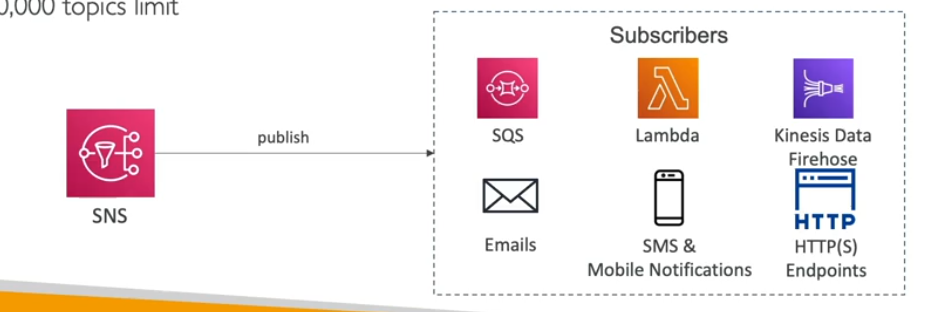 0,000 topics limit
Subscribers
publish
SNS
SQS
Lambda
Kinesis Data
Firehose
HTTP
Emails
SMS &
Mobile Notifications
HTTP(S)
Endpoints